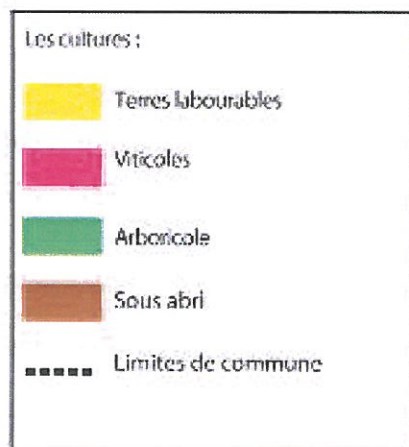 Les cultures :
Terres labourables
Viticoles
Arboricole
Sous abri
Limites de commune